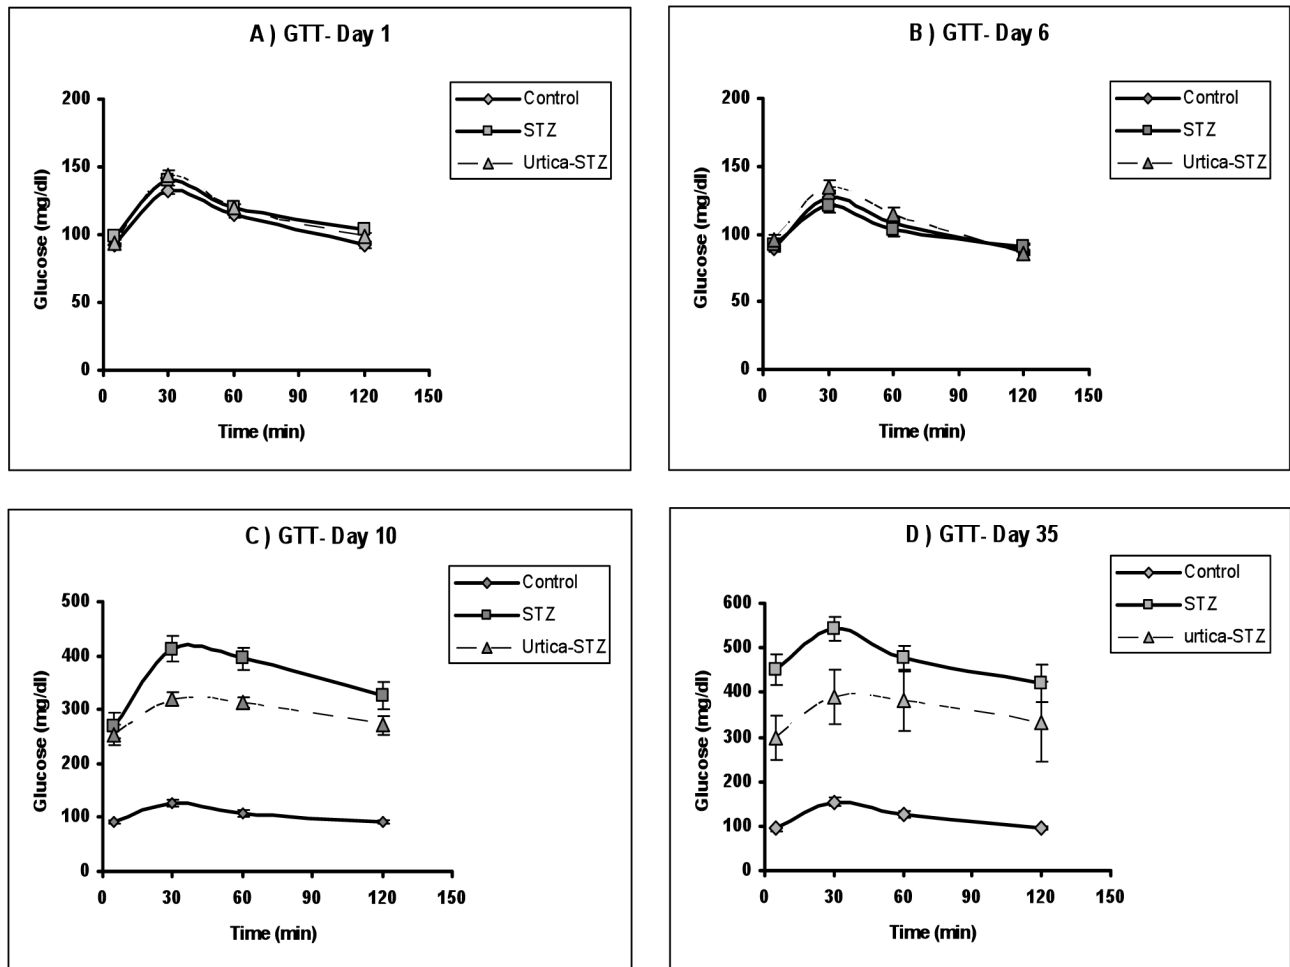 A ) GTT- Day 1
Control
STZ
Urtica-STZ
Glucose (mg/dl)
200
150
100
50
0
0 30 60 90 120 150
Time (min)
B ) GTT- Day 6
Control
STZ
Urtica-STZ
Glucose (mg/dl)
200
150
100
50
0
0 30 60 90 120 150
Time (min)
C ) GTT- Day 10
Control
STZ
Urtica-STZ
Glucose (mg/dl)
500
400
300
200
100
0
0 30 60 90 120 150
Time (min)
D ) GTT- Day 35
Control
STZ
urtica-STZ
Glucose (mg/dl)
600
500
400
300
200
100
0
0 30 60 90 120 150
Time (min)